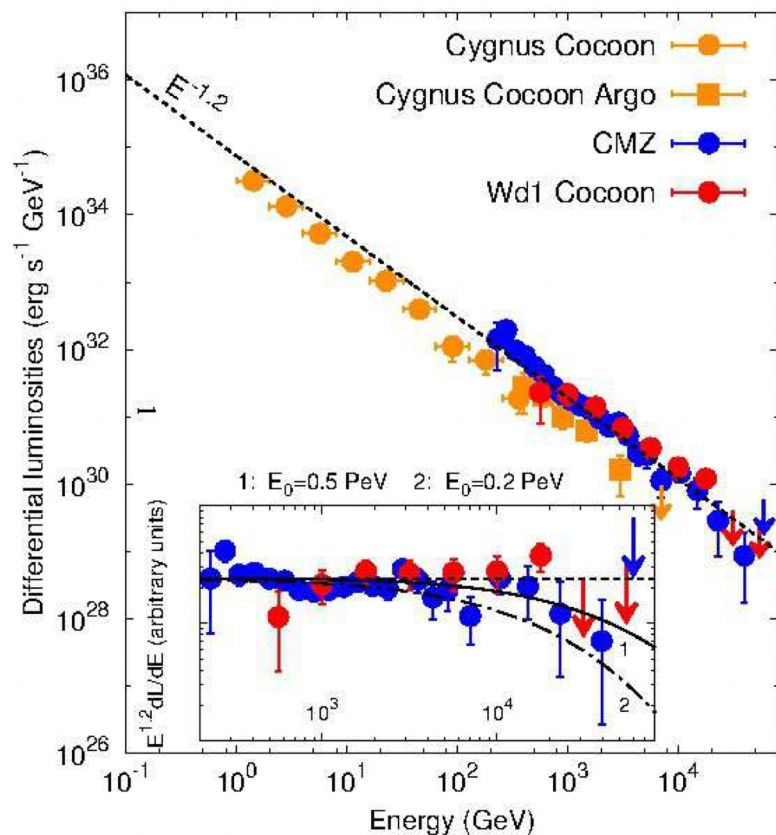 Cygnus Cocoon
Cygnus Cocoon Argo
CMZ
Wd1 Cocoon
E^-1.2
Differential luminosities (erg s^-1 GeV^-1)
10^36
10^34
10^32
10^30
10^28
10^26
1
1: E_0=0.5 PeV 2: E_0=0.2 PeV
E^1.2 dL/dE (arbitrary units)
1
2
10^3 10^4
10^-1 10^0 10^1 10^2 10^3 10^4
Energy (GeV)